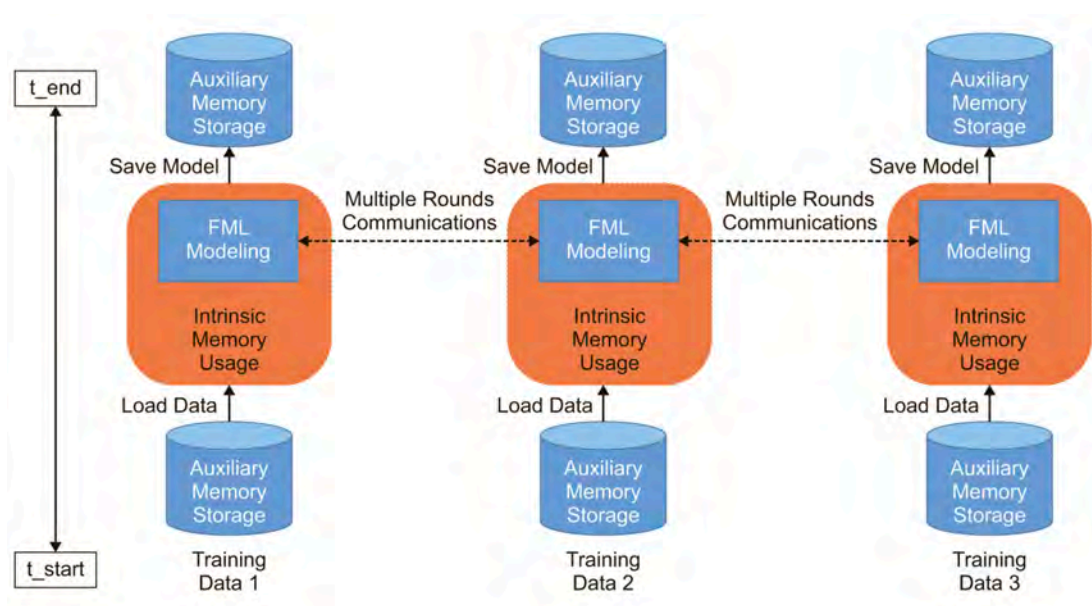 t_end
Auxiliary
Memory
Storage
Auxiliary
Memory
Storage
Auxiliary
Memory
Storage
Save Model
Save Model
Save Model
FML
Modeling
Multiple Rounds
Communications
FML
Modeling
Multiple Rounds
Communications
FML
Modeling
Intrinsic
Memory
Usage
Intrinsic
Memory
Usage
Intrinsic
Memory
Usage
Load Data
Load Data
Load Data
Auxiliary
Memory
Storage
Auxiliary
Memory
Storage
Auxiliary
Memory
Storage
t_start
Training
Data 1
Training
Data 2
Training
Data 3